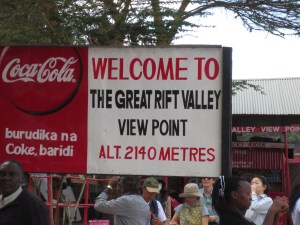 Coca-Cola
burudika na
Coke, baridi
WELCOME TO
THE GREAT RIFT VALLEY
VIEW POINT
ALT. 2140 METRES
VALLEY VIEW POINT